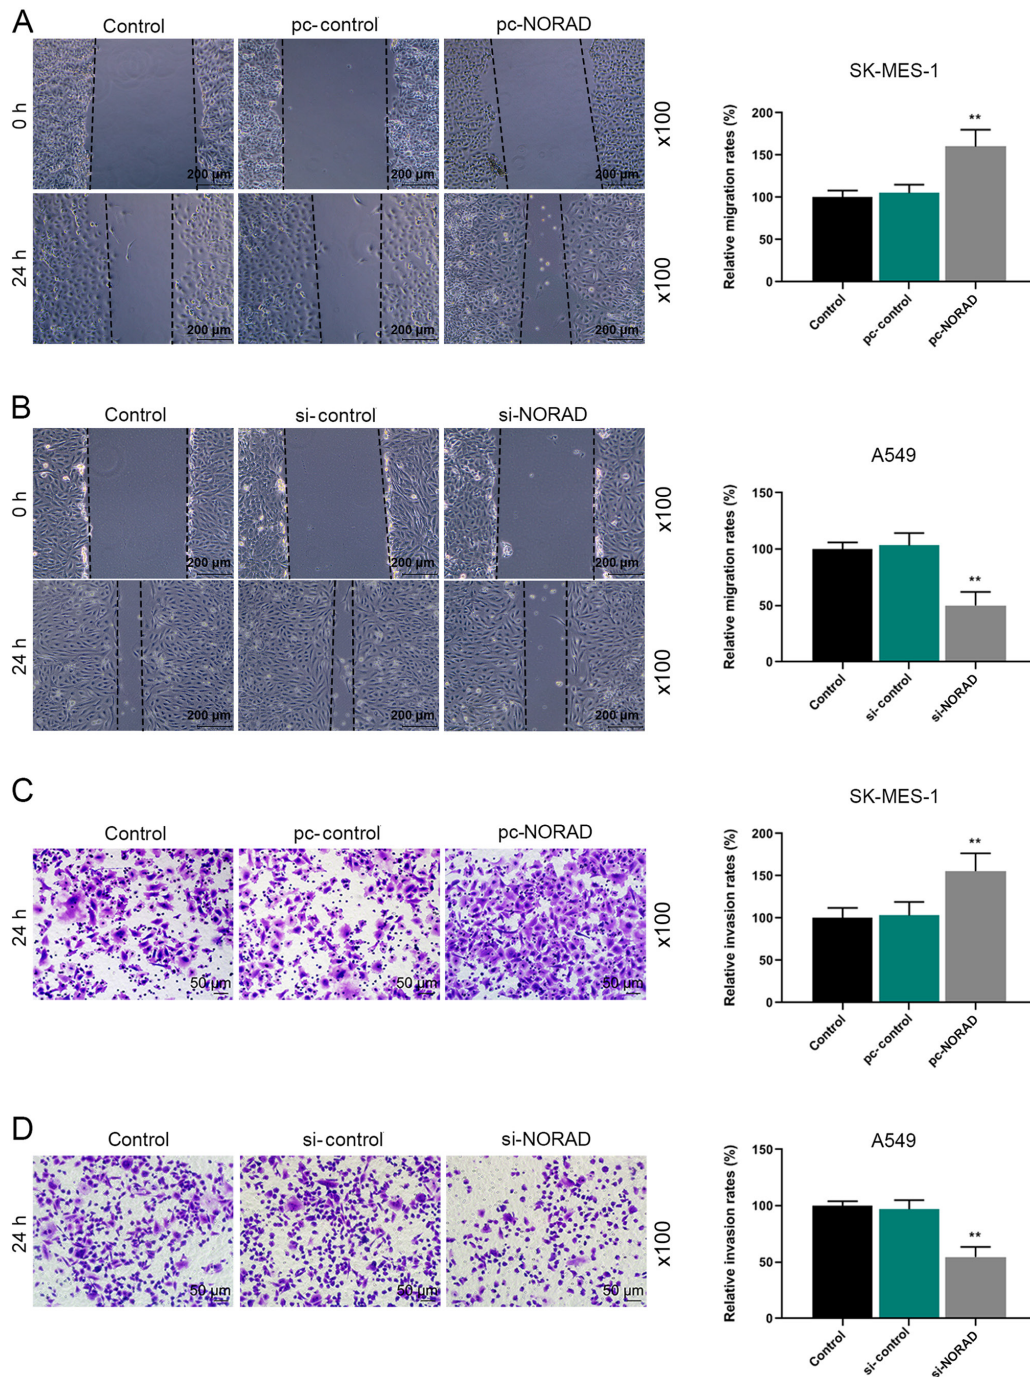 A
Control
pc-control
pc-NORAD
0 h
200 µm
200 µm
200 µm
x100
24 h
200 µm
200 µm
200 µm
x100
SK-MES-1
Relative migration rates (%)
200
150
100
50
0
**
Control
pc-control
pc-NORAD
B
Control
si-control
si-NORAD
0 h
200 µm
200 µm
200 µm
x100
24 h
200 µm
200 µm
200 µm
x100
A549
Relative migration rates (%)
150
100
50
0
**
Control
si-control
si-NORAD
C
Control
pc-control
pc-NORAD
24 h
50 µm
50 µm
50 µm
x100
SK-MES-1
Relative invasion rates (%)
200
150
100
50
0
**
Control
pc-control
pc-NORAD
D
Control
si-control
si-NORAD
24 h
50 µm
50 µm
50 µm
x100
A549
Relative invasion rates (%)
150
100
50
0
**
Control
si-control
si-NORAD